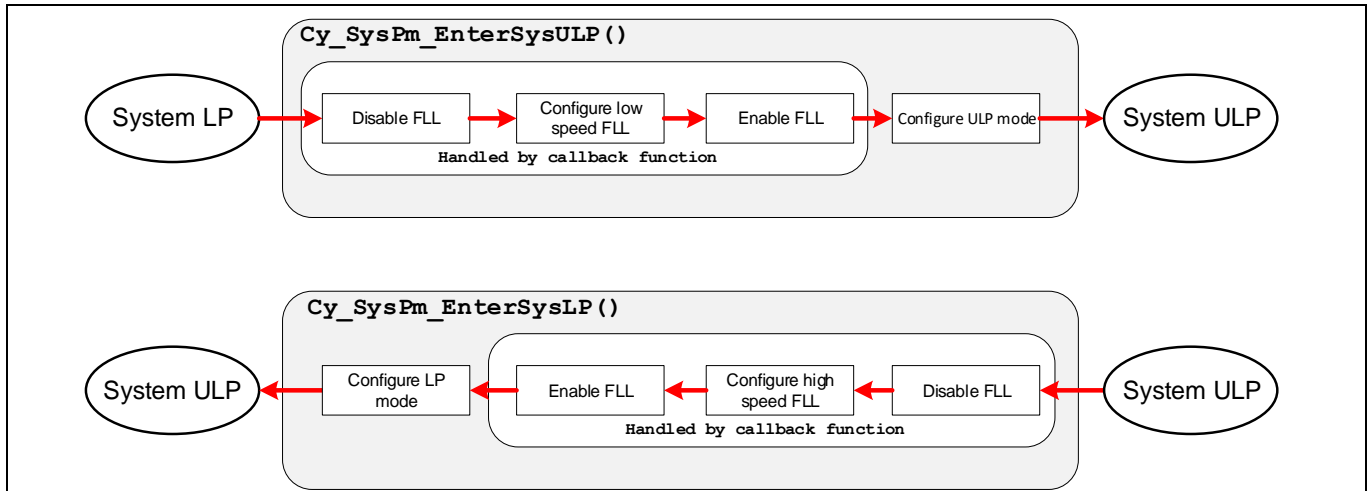 Cy_SysPm_EnterSysULP()
System LP
Disable FLL
Configure low
speed FLL
Enable FLL
Configure ULP mode
System ULP
Handled by callback function
Cy_SysPm_EnterSysLP()
System ULP
Configure LP
mode
Enable FLL
Configure high
speed FLL
Disable FLL
System ULP
Handled by callback function